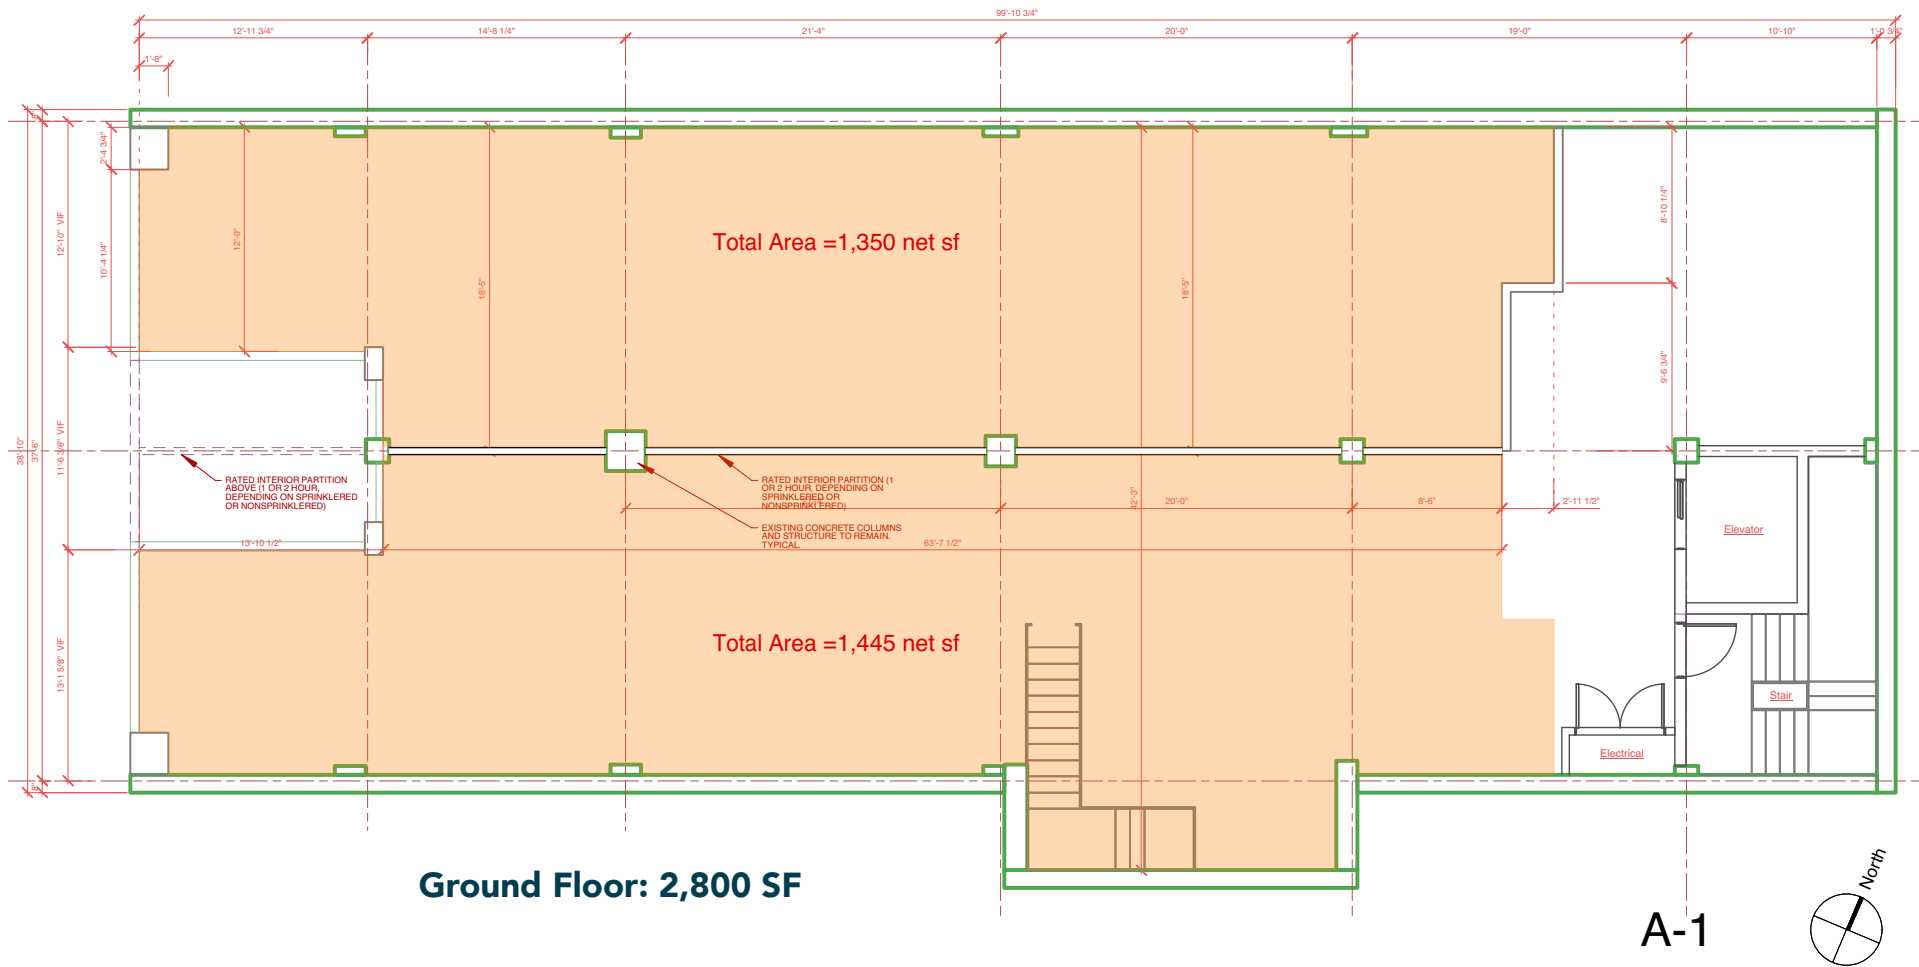 99'-10 3/4"
12'-11 3/4"
14'-8 1/4"
21'-4"
20'-0"
19'-0"
10'-10"
1'-0 3/4"
1'-8"
2'-4 3/4"
12'-10" VIF
10'-4 1/4"
12'-9"
18'-5"
18'-5"
8'-10 1/4"
9'-6 3/4"
Total Area =1,350 net sf
38'-10"
37'-6"
11'-6 3/8" VIF
RATED INTERIOR PARTITION
ABOVE (1 OR 2 HOUR,
DEPENDING ON SPRINKLERED
OR NONSPRINKLERED)
RATED INTERIOR PARTITION (1
OR 2 HOUR, DEPENDING ON
SPRINKLERED OR
NONSPRINKLERED)
EXISTING CONCRETE COLUMNS
AND STRUCTURE TO REMAIN.
TYPICAL.
42'-3"
20'-0"
8'-6"
2'-11 1/2"
13'-10 1/2"
63'-7 1/2"
Elevator
13'-1 5/8" VIF
Total Area =1,445 net sf
Stair
Electrical
8"
Ground Floor: 2,800 SF
North
A-1